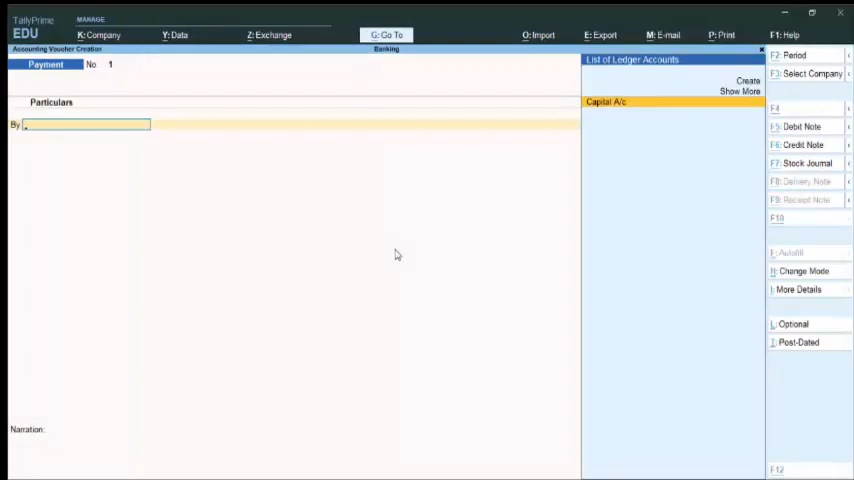 TallyPrime
EDU
MANAGE
K: Company
Y: Data
Z: Exchange
G: Go To
O: Import
E: Export
M: E-mail
P: Print
F1: Help
Accounting Voucher Creation
Banking
Payment No. 1
Particulars
By
List of Ledger Accounts
Create
Show More
Capital A/c
F2: Period
F3: Select Company
F4
F5: Debit Note
F6: Credit Note
F7: Stock Journal
F8: Delivery Note
F9: Receipt Note
F10
F: Autofill
H: Change Mode
I: More Details
L: Optional
T: Post-Dated
Narration:
F12